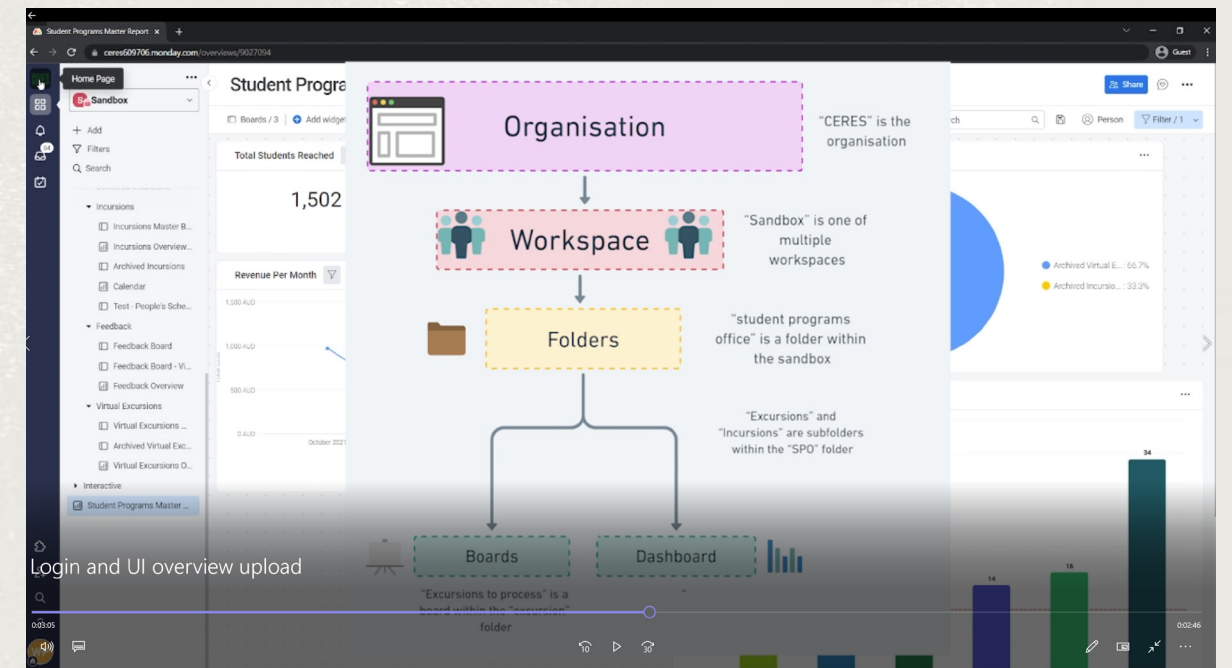 Student Programs Master Report
ceres609706.monday.com/overviews/9027094
Guest
Home Page
Sandbox
Student Progra
Share
Boards / 3
Add widget
ch
Person
Filter / 1
64
+ Add
Filters
Search
Incursions
Incursions Master B...
Incursions Overview...
Archived Incursions
Calendar
Test - People's Sche...
Feedback
Feedback Board
Feedback Board - Vi...
Feedback Overview
Virtual Excursions
Virtual Excursions ...
Archived Virtual Exc...
Virtual Excursions O...
Interactive
Student Programs Master ...
Total Students Reached
1,502
Revenue Per Month
1,500 AUD
1,000 AUD
500 AUD
0 AUD
October 2021
Organisation
"CERES" is the
organisation
Workspace
"Sandbox" is one of
multiple
workspaces
Folders
"student programs
office" is a folder within
the sandbox
"Excursions" and
"Incursions" are subfolders
within the "SPO" folder
Boards
Dashboard
"Excursions to process" is a
board within the "excursion"
folder
Archived Virtual E... : 66.7%
Archived Incursio... : 33.3%
34
14
16
Login and UI overview upload
0:03:05
0:02:46
10
30